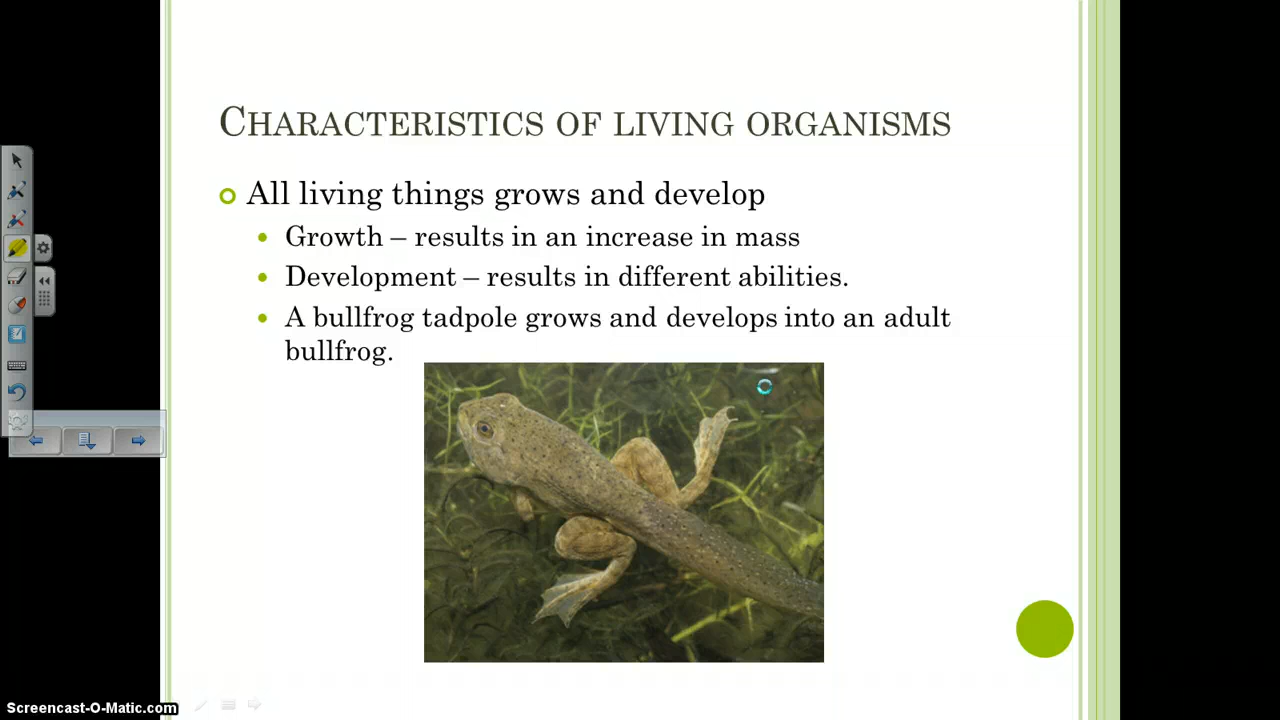 CHARACTERISTICS OF LIVING ORGANISMS
All living things grows and develop
Growth – results in an increase in mass
Development – results in different abilities.
A bullfrog tadpole grows and develops into an adult
bullfrog.
Screencast-O-Matic.com